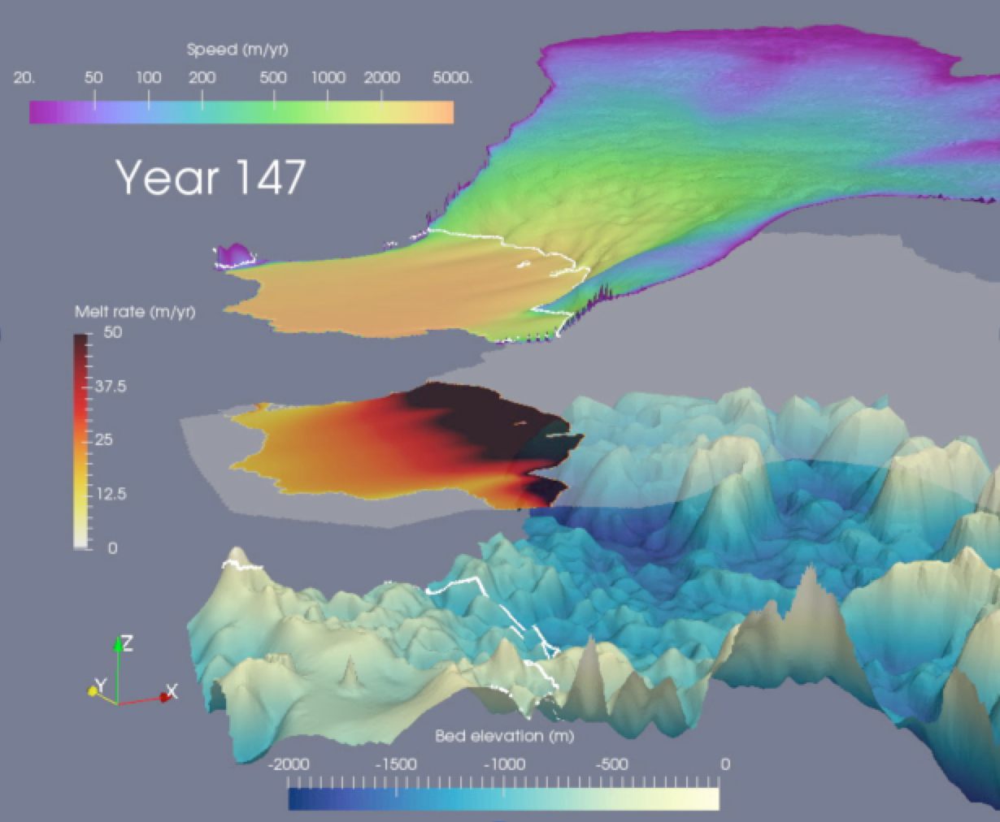 Speed (m/yr)
20. 50 100 200 500 1000 2000 5000.
Year 147
Melt rate (m/yr)
50
37.5
25
12.5
0
Z
Y X
Bed elevation (m)
-2000 -1500 -1000 -500 0